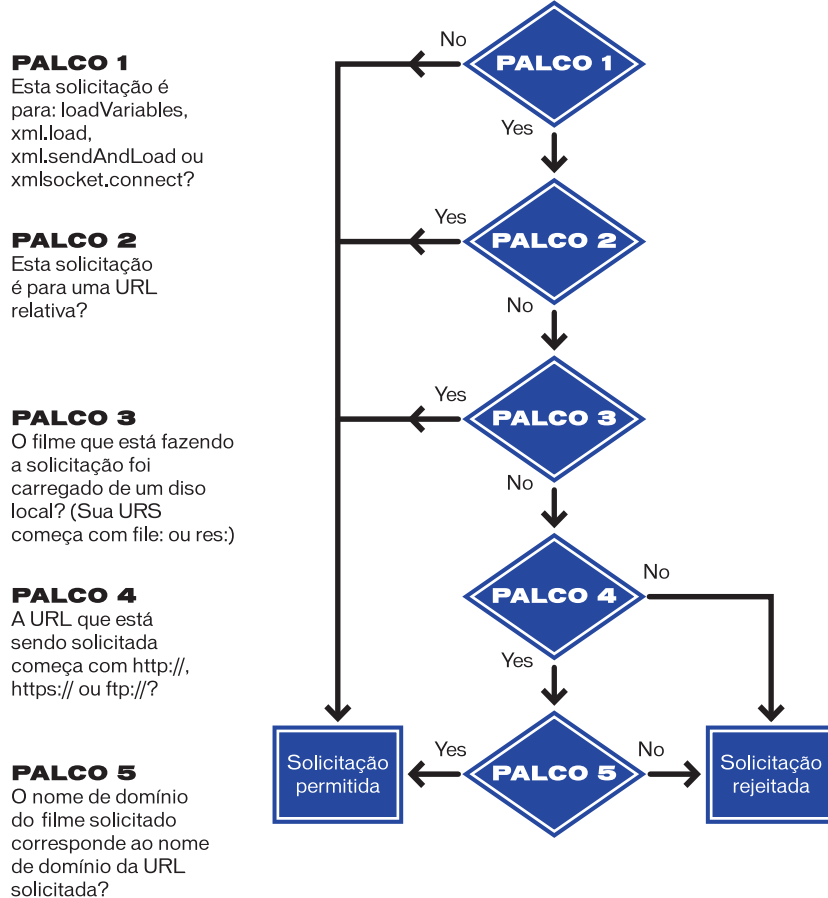 PALCO 1
Esta solicitação é
para: loadVariables,
xml.load,
xml.sendAndLoad ou
xmlsocket.connect?
PALCO 2
Esta solicitação
é para uma URL
relativa?
PALCO 3
O filme que está fazendo
a solicitação foi
carregado de um diso
local? (Sua URS
começa com file: ou res:)
PALCO 4
A URL que está
sendo solicitada
começa com http://,
https:// ou ftp://?
PALCO 5
O nome de domínio
do filme solicitado
corresponde ao nome
de domínio da URL
solicitada?
No
PALCO 1
Yes
Yes
PALCO 2
No
Yes
PALCO 3
No
PALCO 4
No
Yes
Solicitação
permitida
Yes
PALCO 5
No
Solicitação
rejeitada